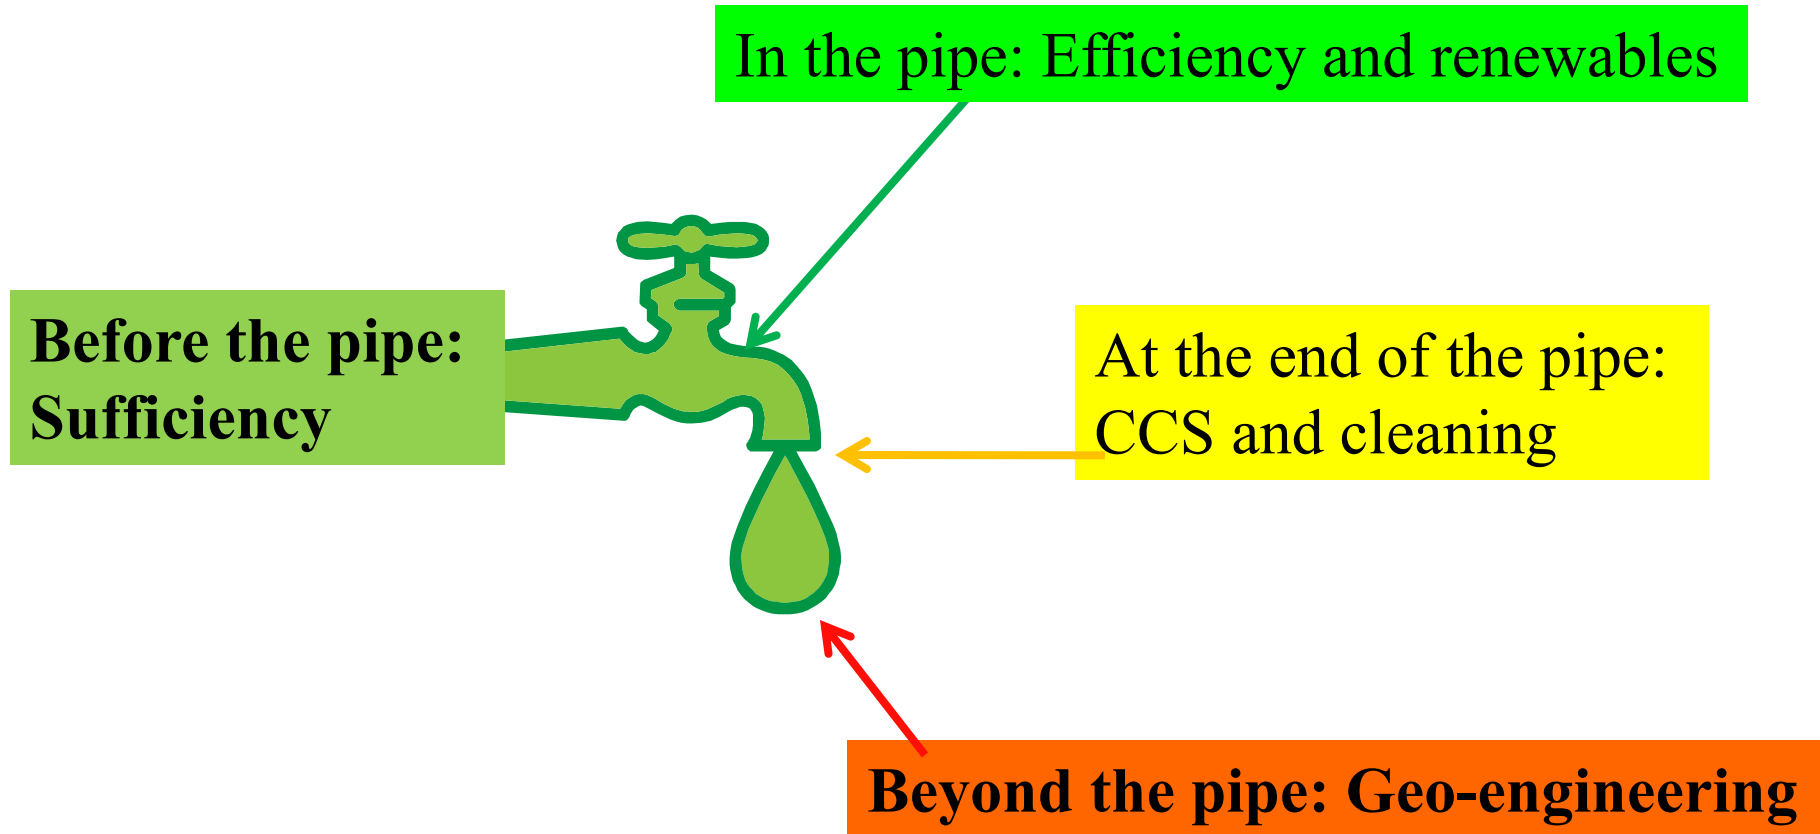 In the pipe: Efficiency and renewables
Before the pipe:
Sufficiency
At the end of the pipe:
CCS and cleaning
Beyond the pipe: Geo-engineering